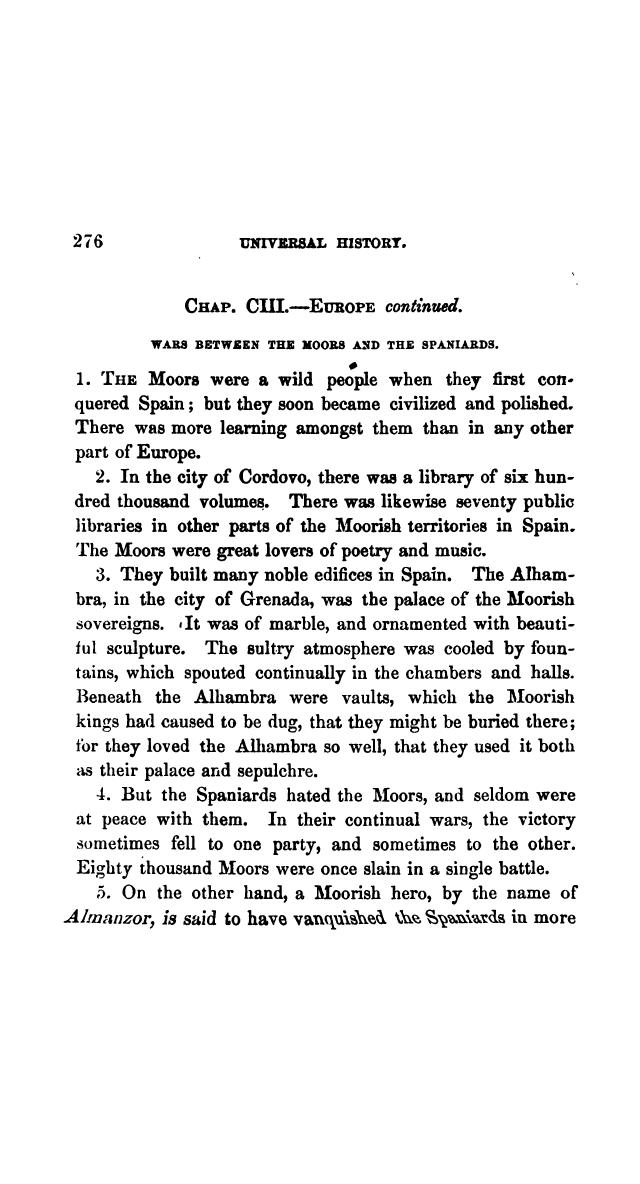 276 UNIVERSAL HISTORY.
CHAP. CIII.—EUROPE continued.
WARS BETWEEN THE MOORS AND THE SPANIARDS.
1. THE Moors were a wild people when they first con-
quered Spain; but they soon became civilized and polished.
There was more learning amongst them than in any other
part of Europe.
2. In the city of Cordovo, there was a library of six hun-
dred thousand volumes. There was likewise seventy public
libraries in other parts of the Moorish territories in Spain.
The Moors were great lovers of poetry and music.
3. They built many noble edifices in Spain. The Alham-
bra, in the city of Grenada, was the palace of the Moorish
sovereigns. It was of marble, and ornamented with beauti-
ful sculpture. The sultry atmosphere was cooled by foun-
tains, which spouted continually in the chambers and halls.
Beneath the Alhambra were vaults, which the Moorish
kings had caused to be dug, that they might be buried there;
for they loved the Alhambra so well, that they used it both
as their palace and sepulchre.
4. But the Spaniards hated the Moors, and seldom were
at peace with them. In their continual wars, the victory
sometimes fell to one party, and sometimes to the other.
Eighty thousand Moors were once slain in a single battle.
5. On the other hand, a Moorish hero, by the name of
Almanzor, is said to have vanquished the Spaniards in more